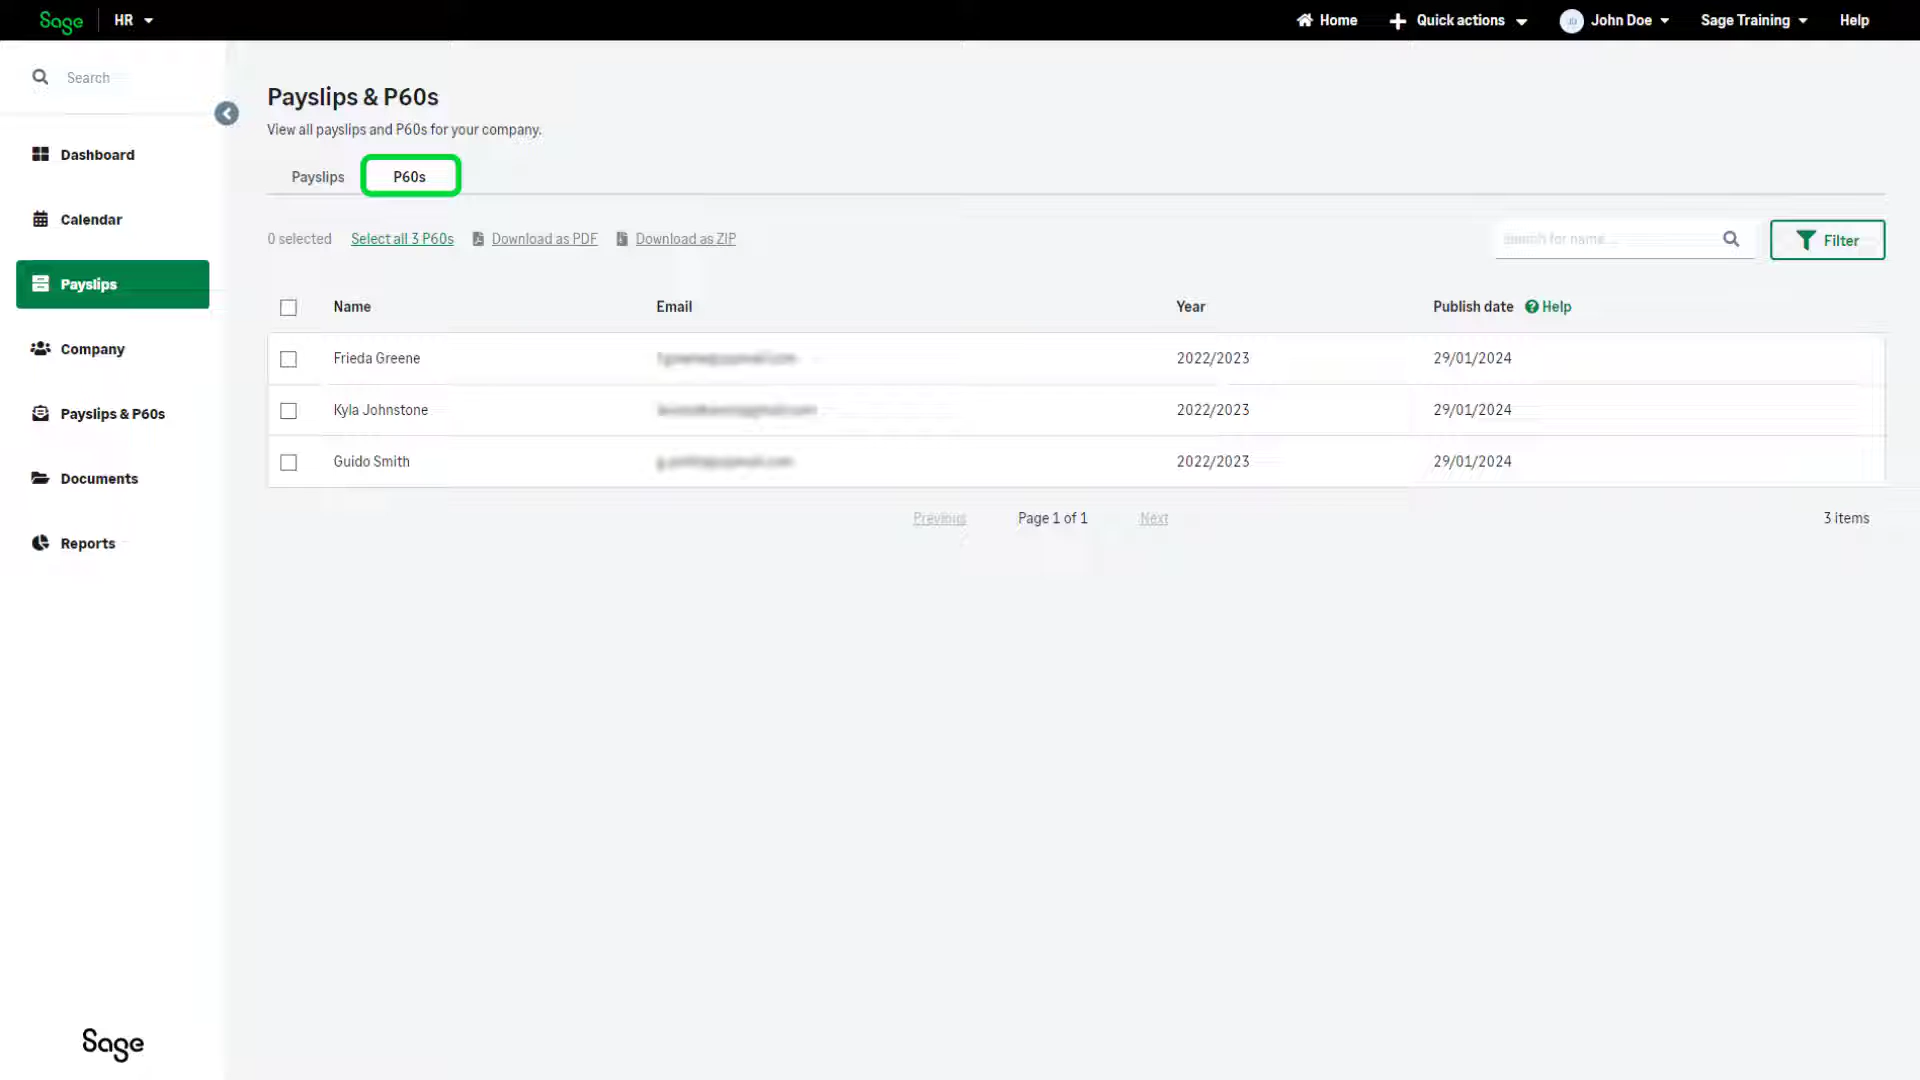 Sage HR Home Quick actions JD John Doe Sage Training Help
Search
Dashboard
Calendar
Payslips
Company
Payslips & P60s
Documents
Reports
Sage
Payslips & P60s
View all payslips and P60s for your company.
Payslips P60s
0 selected Select all 3 P60s Download as PDF Download as ZIP Search for name... Filter
Name Email Year Publish date Help
Frieda Greene 2022/2023 29/01/2024
Kyla Johnstone 2022/2023 29/01/2024
Guido Smith 2022/2023 29/01/2024
Previous Page 1 of 1 Next 3 items